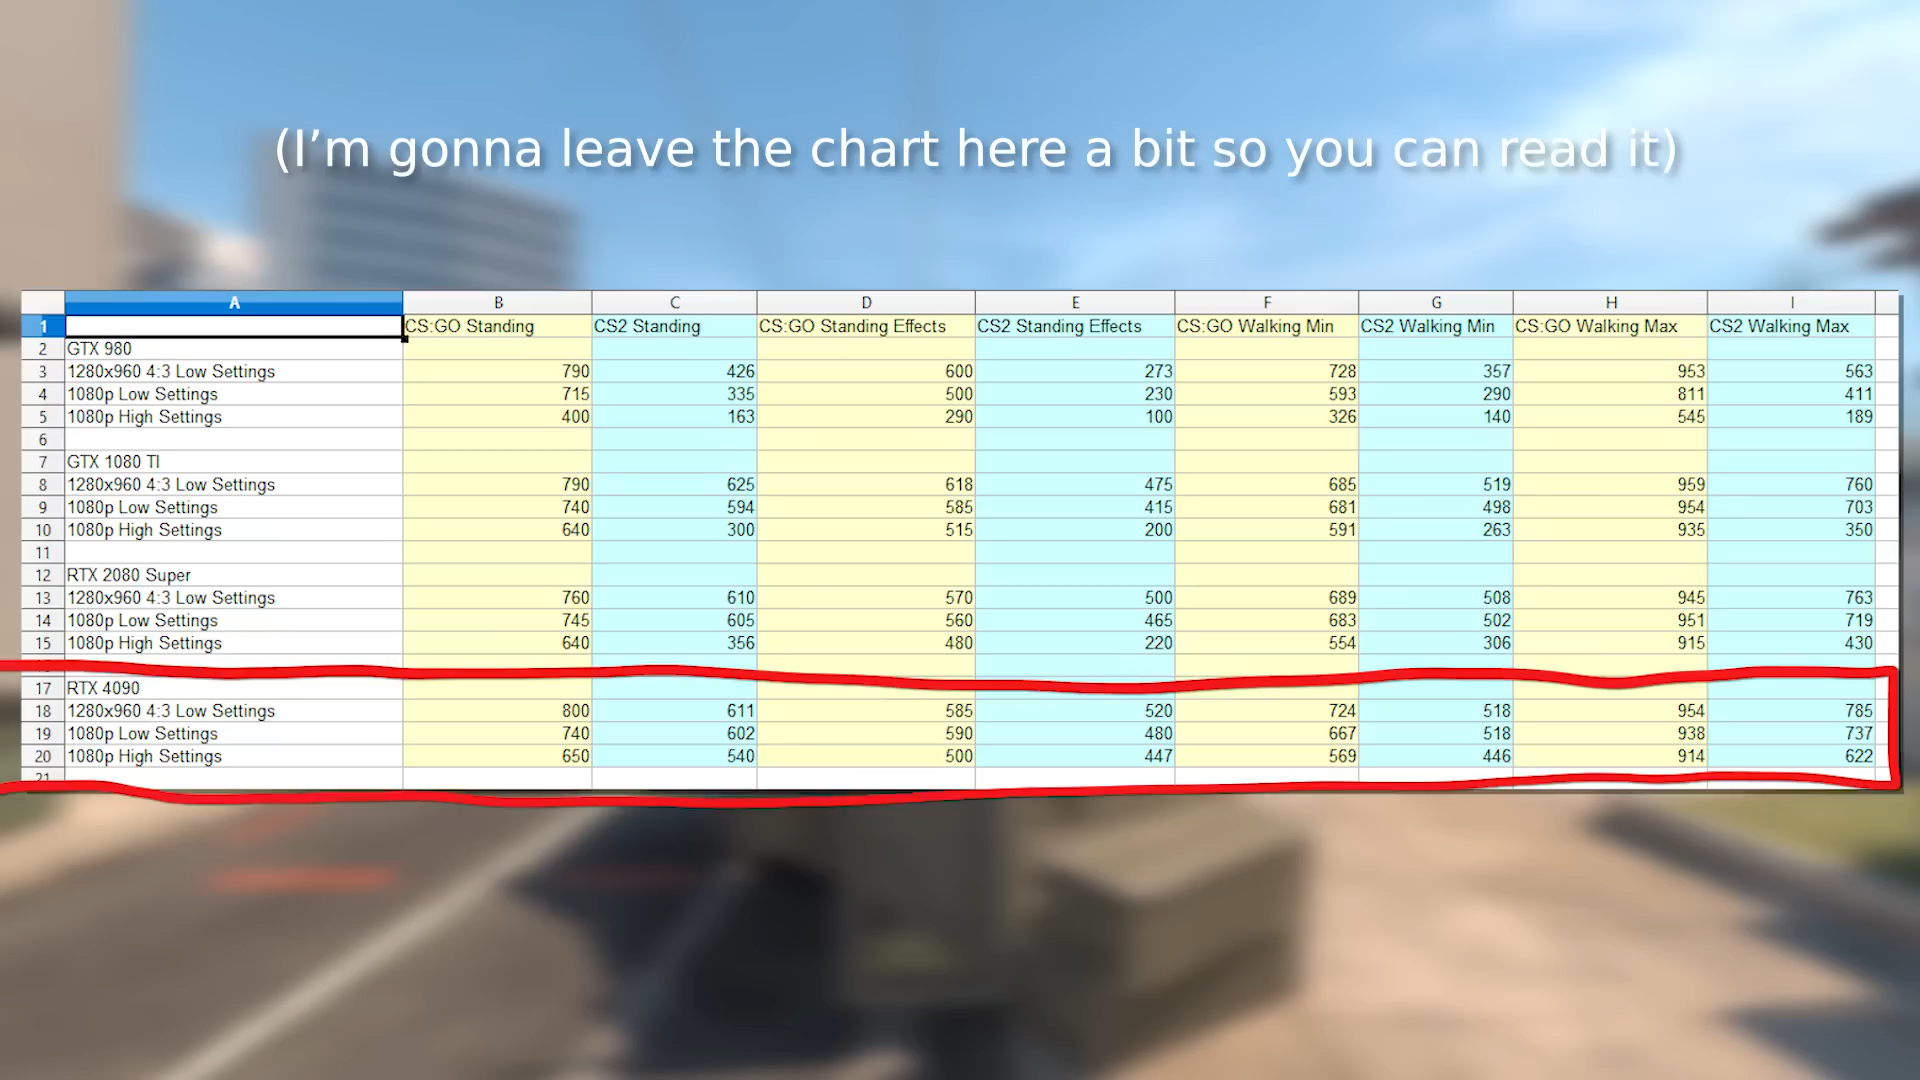 (I’m gonna leave the chart here a bit so you can read it)
A B C D E F G H I
1 CS:GO Standing CS2 Standing CS:GO Standing Effects CS2 Standing Effects CS:GO Walking Min CS2 Walking Min CS:GO Walking Max CS2 Walking Max
2 GTX 980
3 1280x960 4:3 Low Settings 790 426 600 273 728 357 953 563
4 1080p Low Settings 715 335 500 230 593 290 811 411
5 1080p High Settings 400 163 290 100 326 140 545 189
6
7 GTX 1080 TI
8 1280x960 4:3 Low Settings 790 625 618 475 685 519 959 760
9 1080p Low Settings 740 594 585 415 681 498 954 703
10 1080p High Settings 640 300 515 200 591 263 935 350
11
12 RTX 2080 Super
13 1280x960 4:3 Low Settings 760 610 570 500 689 508 945 763
14 1080p Low Settings 745 605 560 465 683 502 951 719
15 1080p High Settings 640 356 480 220 554 306 915 430
17 RTX 4090
18 1280x960 4:3 Low Settings 800 611 585 520 724 518 954 785
19 1080p Low Settings 740 602 590 480 667 518 938 737
20 1080p High Settings 650 540 500 447 569 446 914 622
21